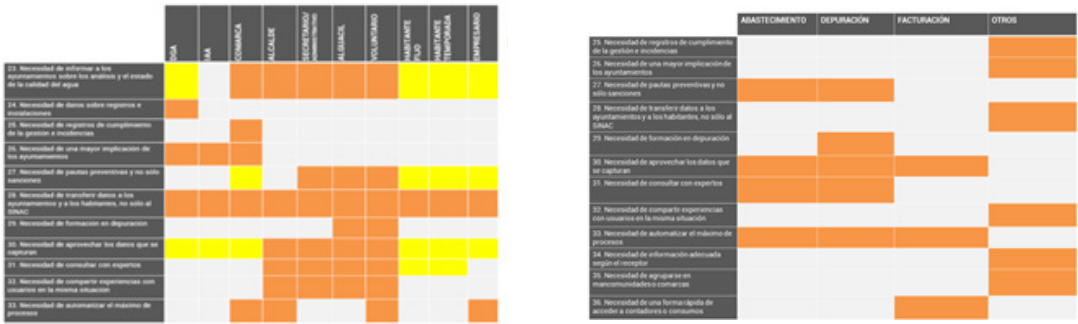 DGA
IAA
COMARCA
ALCALDE
SECRETARIO/
ADMINISTRATIVO
ALGUACIL
VOLUNTARIO
HABITANTE
FIJO
HABITANTE
TEMPORADA
EMPRESARIO
23. Necesidad de informar a los
ayuntamientos sobre los análisis y el estado
de la calidad del agua
24. Necesidad de datos sobre registros e
instalaciones
25. Necesidad de registros de cumplimiento
de la gestión e incidencias
26. Necesidad de una mayor implicación de
los ayuntamientos
27. Necesidad de pautas preventivas y no sólo
sanciones
28. Necesidad de transferir datos a los
ayuntamientos y a los habitantes, no sólo al
SINAC
29. Necesidad de formación en depuración
30. Necesidad de aprovechar los datos que se
capturan
31. Necesidad de consultar con expertos
32. Necesidad de compartir experiencias con
usuarios en la misma situación
33. Necesidad de automatizar el máximo de
procesos
ABASTECIMIENTO DEPURACIÓN FACTURACIÓN OTROS
25. Necesidad de registros de cumplimiento
de la gestión e incidencias
26. Necesidad de una mayor implicación de
los ayuntamientos
27. Necesidad de pautas preventivas y no
sólo sanciones
28. Necesidad de transferir datos a los
ayuntamientos y a los habitantes, no sólo al
SINAC
29. Necesidad de formación en depuración
30. Necesidad de aprovechar los datos que
se capturan
31. Necesidad de consultar con expertos
32. Necesidad de compartir experiencias
con usuarios en la misma situación
33. Necesidad de automatizar el máximo de
procesos
34. Necesidad de información adecuada
según el receptor
35. Necesidad de agruparse en
mancomunidades o comarcas
36. Necesidad de una forma rápida de
acceder a contadores o consumos